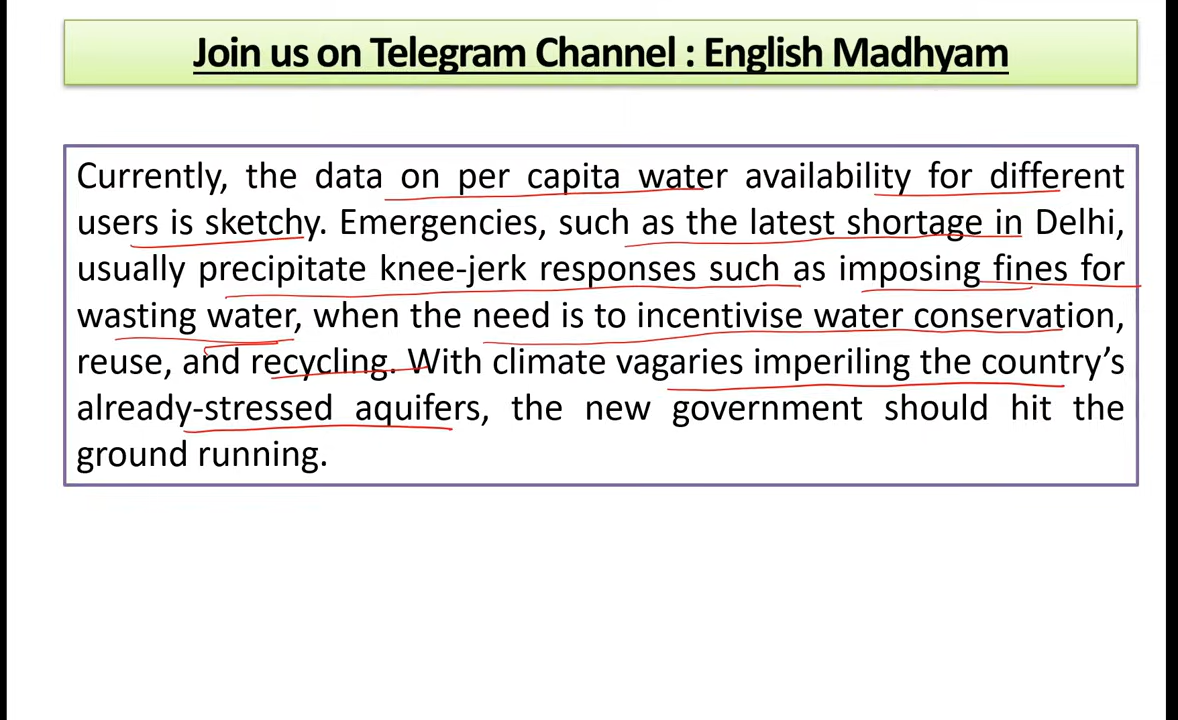 Join us on Telegram Channel : English Madhyam
Currently, the data on per capita water availability for different
users is sketchy. Emergencies, such as the latest shortage in Delhi,
usually precipitate knee-jerk responses such as imposing fines for
wasting water, when the need is to incentivise water conservation,
reuse, and recycling. With climate vagaries imperiling the country’s
already-stressed aquifers, the new government should hit the
ground running.